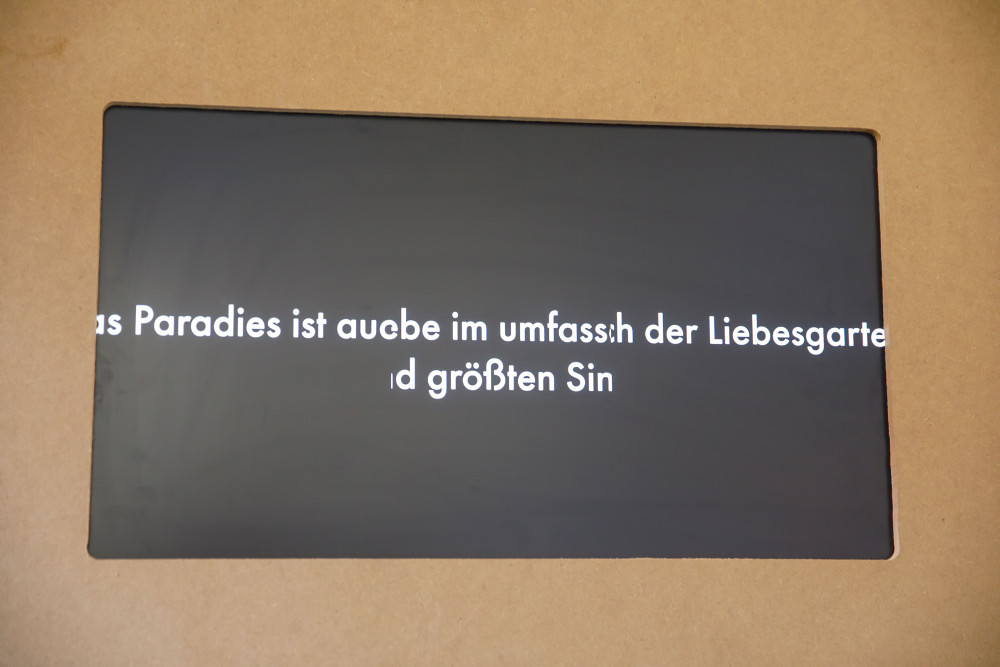 as Paradies ist aucbe im umfassch der Liebesgarte
d größten Sin